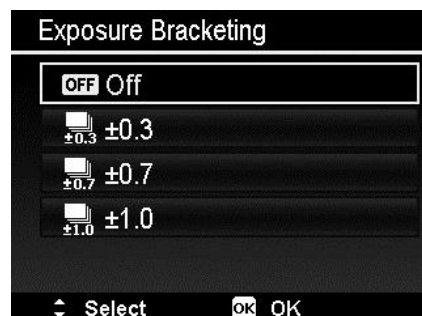 Exposure Bracketing
OFF Off
±0.3 ±0.3
±0.7 ±0.7
±1.0 ±1.0
Select OK OK